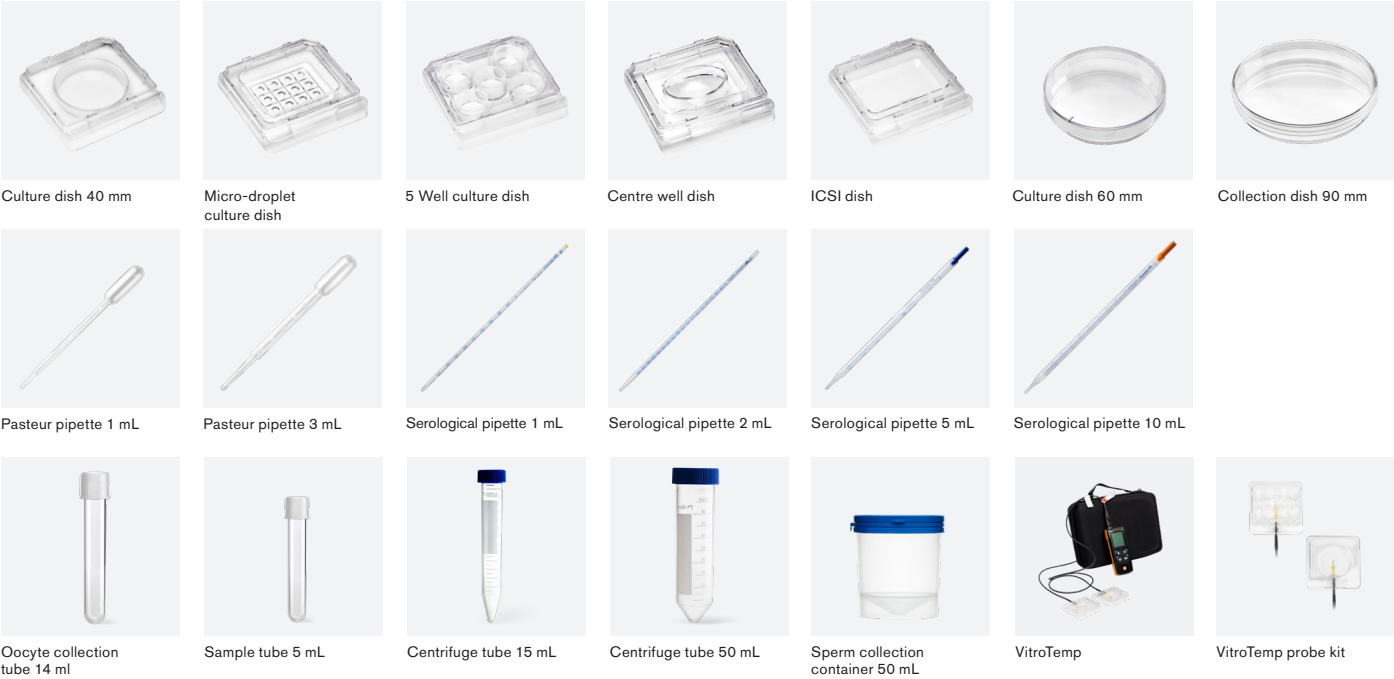 Culture dish 40 mm
Micro-droplet
culture dish
5 Well culture dish
Centre well dish
ICSI dish
Culture dish 60 mm
Collection dish 90 mm
Pasteur pipette 1 mL
Pasteur pipette 3 mL
Serological pipette 1 mL
Serological pipette 2 mL
Serological pipette 5 mL
Serological pipette 10 mL
Oocyte collection
tube 14 ml
Sample tube 5 mL
Centrifuge tube 15 mL
Centrifuge tube 50 mL
Sperm collection
container 50 mL
VitroTemp
VitroTemp probe kit